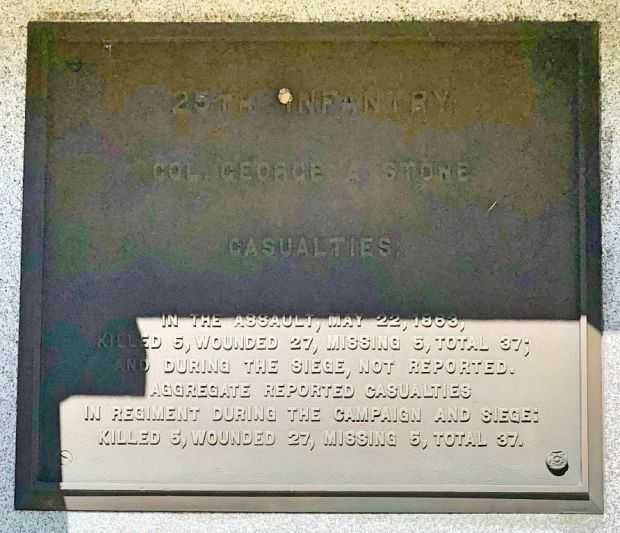 25TH INFANTRY
COL. GEORGE A. STONE
CASUALTIES.
IN THE ASSAULT, MAY 22, 1863,
KILLED 5, WOUNDED 27, MISSING 5, TOTAL 37;
AND DURING THE SIEGE, NOT REPORTED.
AGGREGATE REPORTED CASUALTIES
IN REGIMENT DURING THE CAMPAIGN AND SIEGE:
KILLED 5, WOUNDED 27, MISSING 5, TOTAL 37.